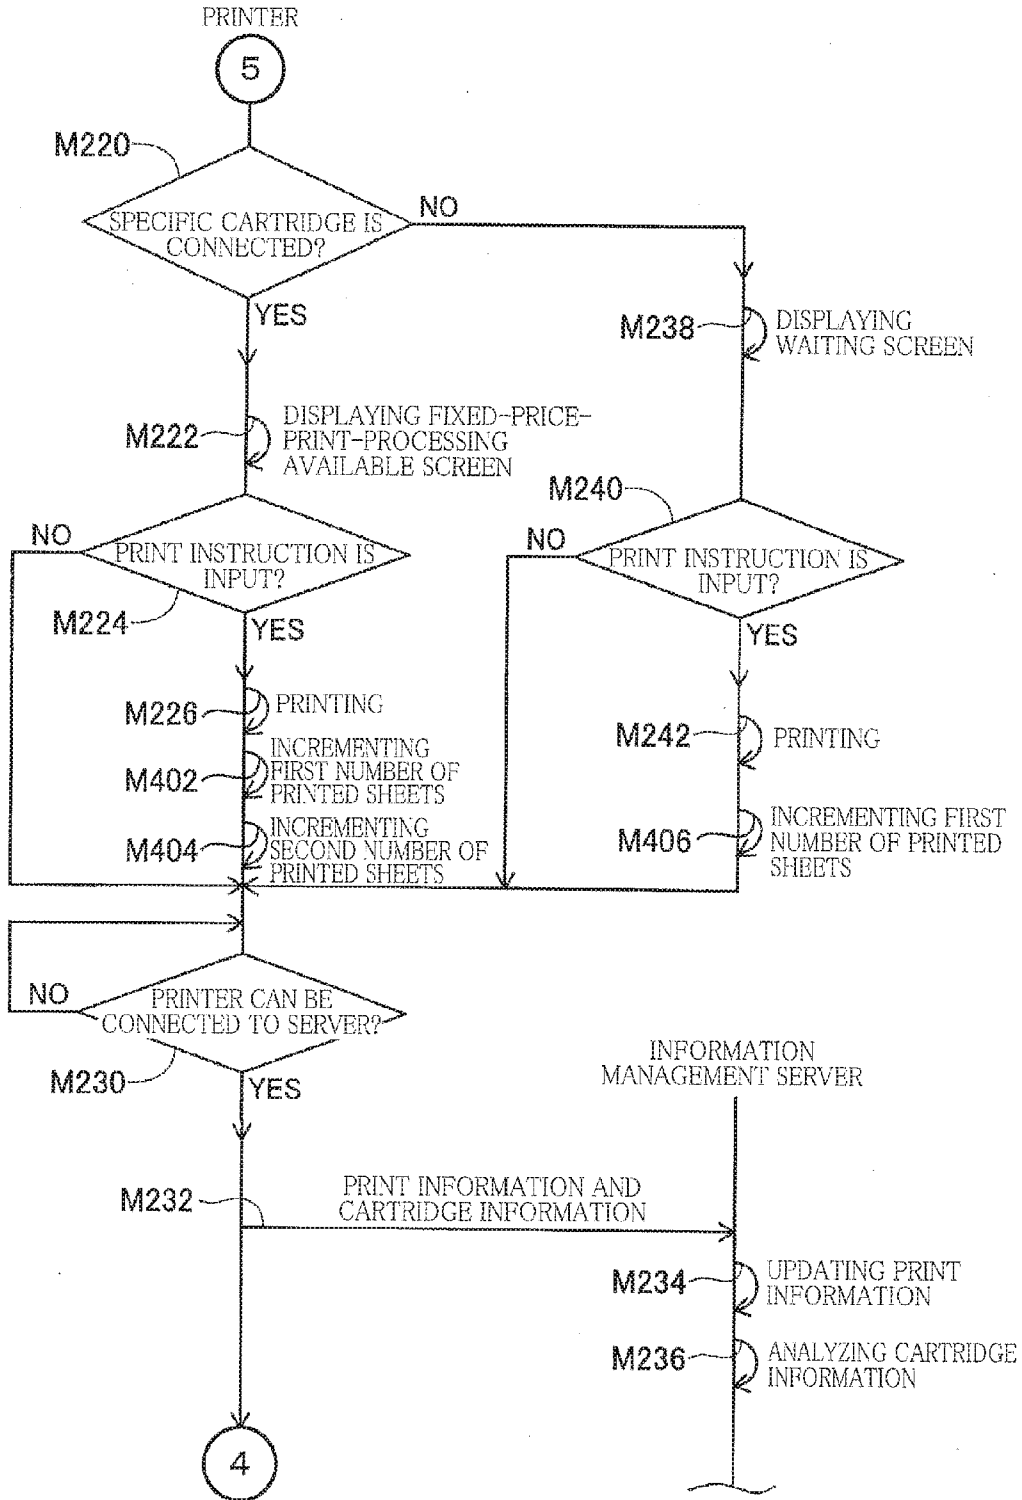 PRINTER
5
M220
SPECIFIC CARTRIDGE IS
CONNECTED?
NO
YES
M238
DISPLAYING
WAITING SCREEN
M222
DISPLAYING FIXED-PRICE-
PRINT-PROCESSING
AVAILABLE SCREEN
M240
NO
PRINT INSTRUCTION IS
INPUT?
M224
YES
NO
PRINT INSTRUCTION IS
INPUT?
YES
M226
PRINTING
M242
PRINTING
M402
INCREMENTING
FIRST NUMBER OF
PRINTED SHEETS
M404
INCREMENTING
SECOND NUMBER OF
PRINTED SHEETS
M406
INCREMENTING FIRST
NUMBER OF PRINTED
SHEETS
NO
PRINTER CAN BE
CONNECTED TO SERVER?
M230
YES
INFORMATION
MANAGEMENT SERVER
M232
PRINT INFORMATION AND
CARTRIDGE INFORMATION
M234
UPDATING PRINT
INFORMATION
M236
ANALYZING CARTRIDGE
INFORMATION
4